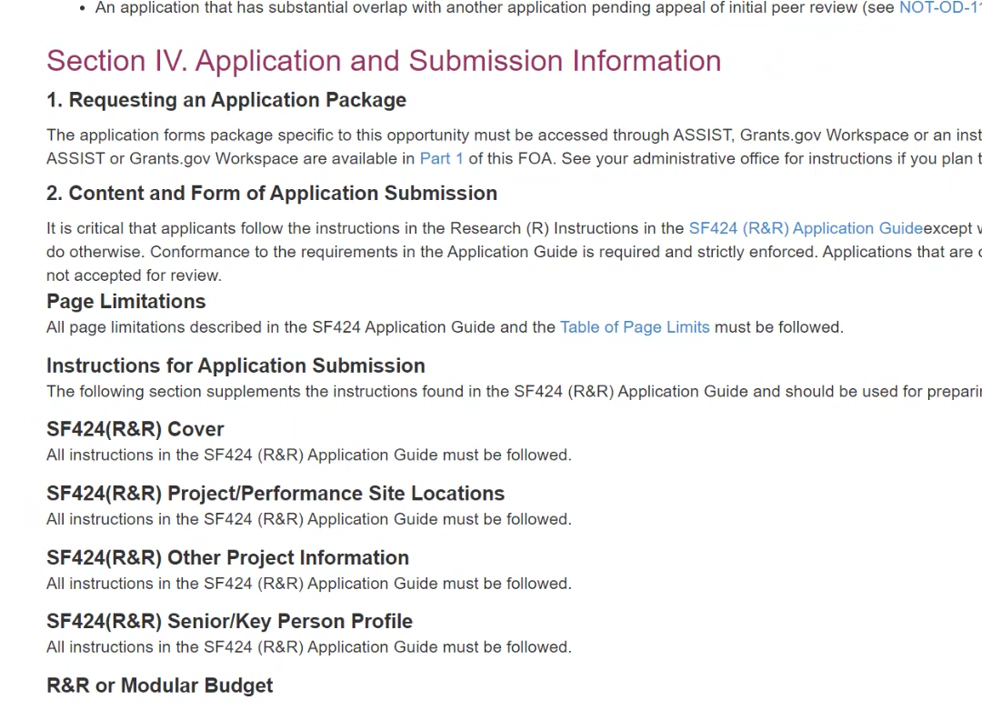 • An application that has substantial overlap with another application pending appeal of initial peer review (see NOT-OD-11
Section IV. Application and Submission Information
1. Requesting an Application Package
The application forms package specific to this opportunity must be accessed through ASSIST, Grants.gov Workspace or an inst
ASSIST or Grants.gov Workspace are available in Part 1 of this FOA. See your administrative office for instructions if you plan t
2. Content and Form of Application Submission
It is critical that applicants follow the instructions in the Research (R) Instructions in the SF424 (R&R) Application Guideexcept w
do otherwise. Conformance to the requirements in the Application Guide is required and strictly enforced. Applications that are o
not accepted for review.
Page Limitations
All page limitations described in the SF424 Application Guide and the Table of Page Limits must be followed.
Instructions for Application Submission
The following section supplements the instructions found in the SF424 (R&R) Application Guide and should be used for preparin
SF424(R&R) Cover
All instructions in the SF424 (R&R) Application Guide must be followed.
SF424(R&R) Project/Performance Site Locations
All instructions in the SF424 (R&R) Application Guide must be followed.
SF424(R&R) Other Project Information
All instructions in the SF424 (R&R) Application Guide must be followed.
SF424(R&R) Senior/Key Person Profile
All instructions in the SF424 (R&R) Application Guide must be followed.
R&R or Modular Budget